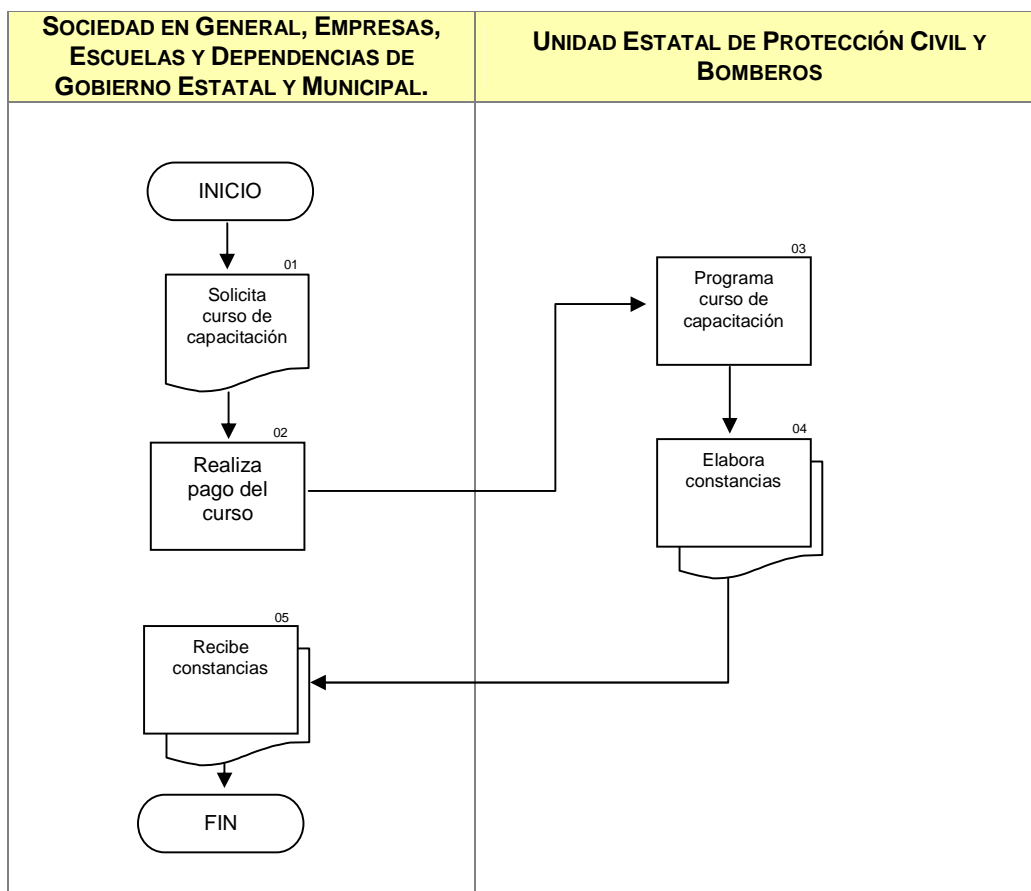 SOCIEDAD EN GENERAL, EMPRESAS,
ESCUELAS Y DEPENDENCIAS DE
GOBIERNO ESTATAL Y MUNICIPAL.
UNIDAD ESTATAL DE PROTECCIÓN CIVIL Y
BOMBEROS
INICIO
01
Solicita
curso de
capacitación
02
Realiza
pago del
curso
03
Programa
curso de
capacitación
04
Elabora
constancias
05
Recibe
constancias
FIN